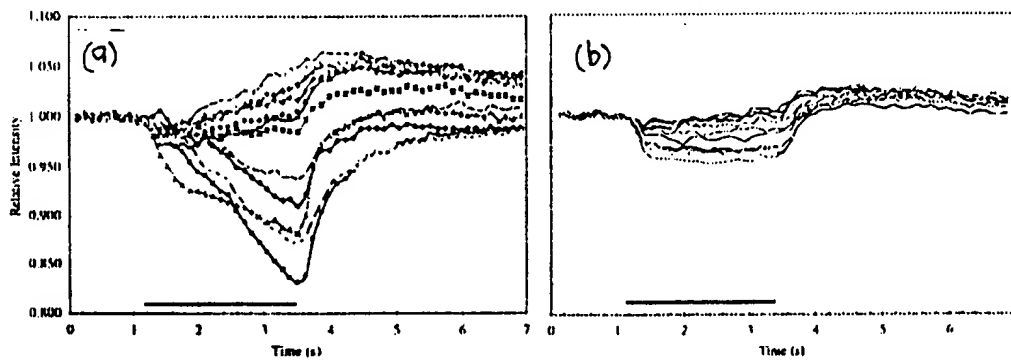 (a)
(b)
Relative Intensity
1.100
1.050
1.000
0.950
0.900
0.850
0.800
0 1 2 3 4 5 6 7
Time (s)
0 1 2 3 4 5 6
Time (s)